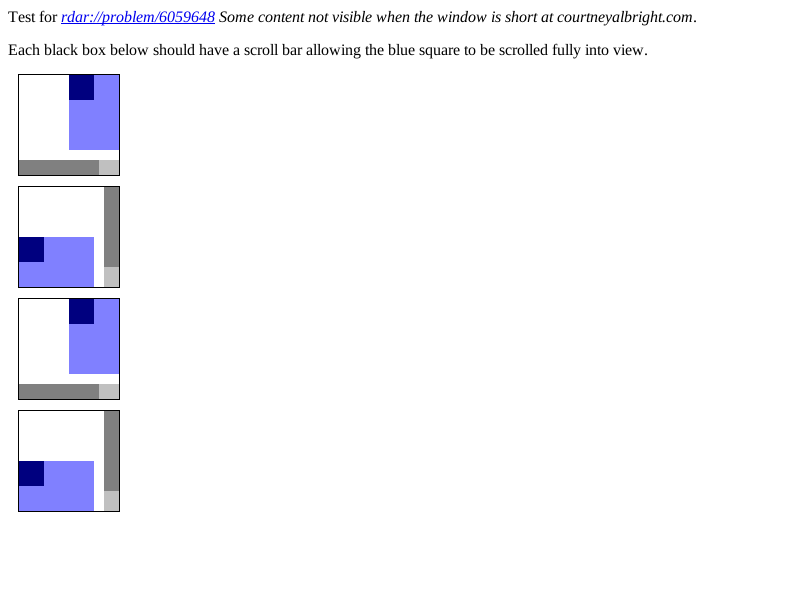 Test for rdar://problem/6059648 Some content not visible when the window is short at courtneyalbright.com.
Each black box below should have a scroll bar allowing the blue square to be scrolled fully into view.